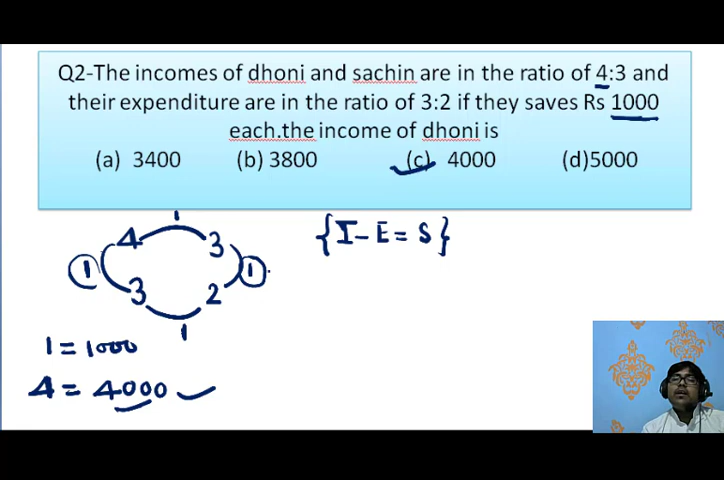 Q2-The incomes of dhoni and sachin are in the ratio of 4:3 and
their expenditure are in the ratio of 3:2 if they saves Rs 1000
each.the income of dhoni is
(a) 3400 (b) 3800 (c) 4000 (d)5000
1
4 3 {I-E=S}
1 1
3 2
1
1=1000
4=4000